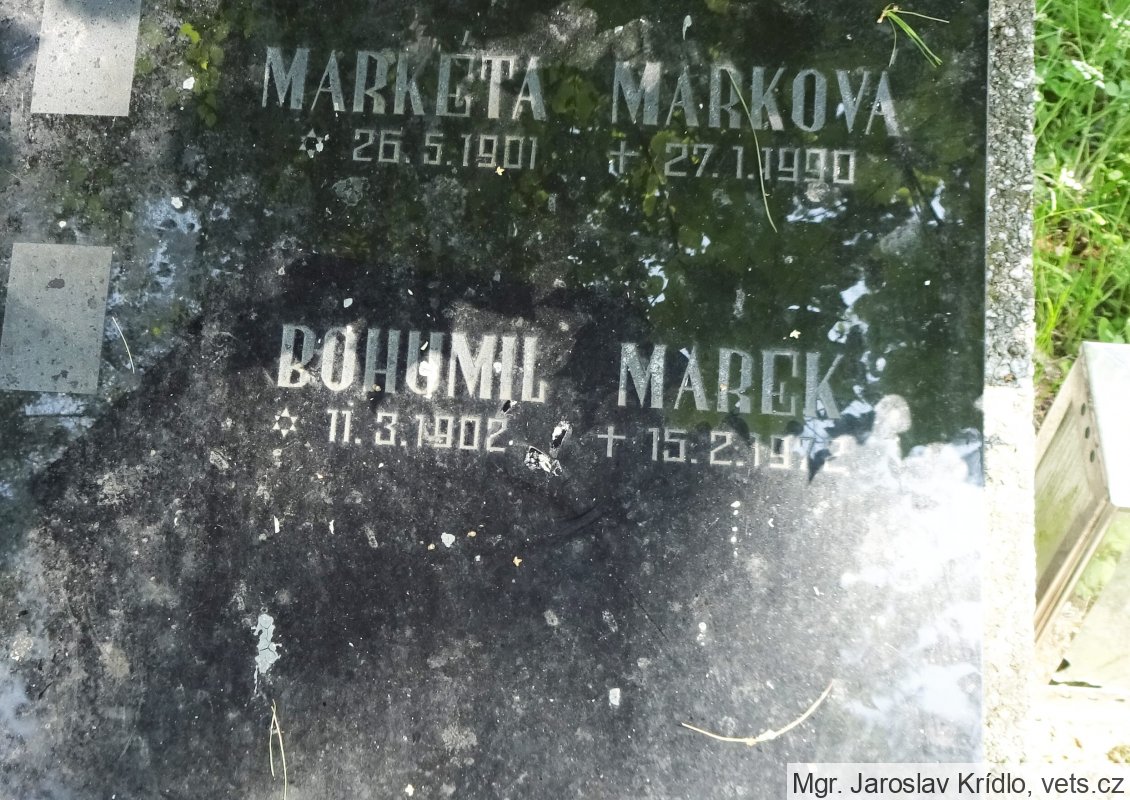 MARKÉTA MARKOVÁ
26.5.1901 + 27.1.1990
BOHUMIL MAREK
11.3.1902 + 15.2.1972
Mgr. Jaroslav Krídlo, vets.cz